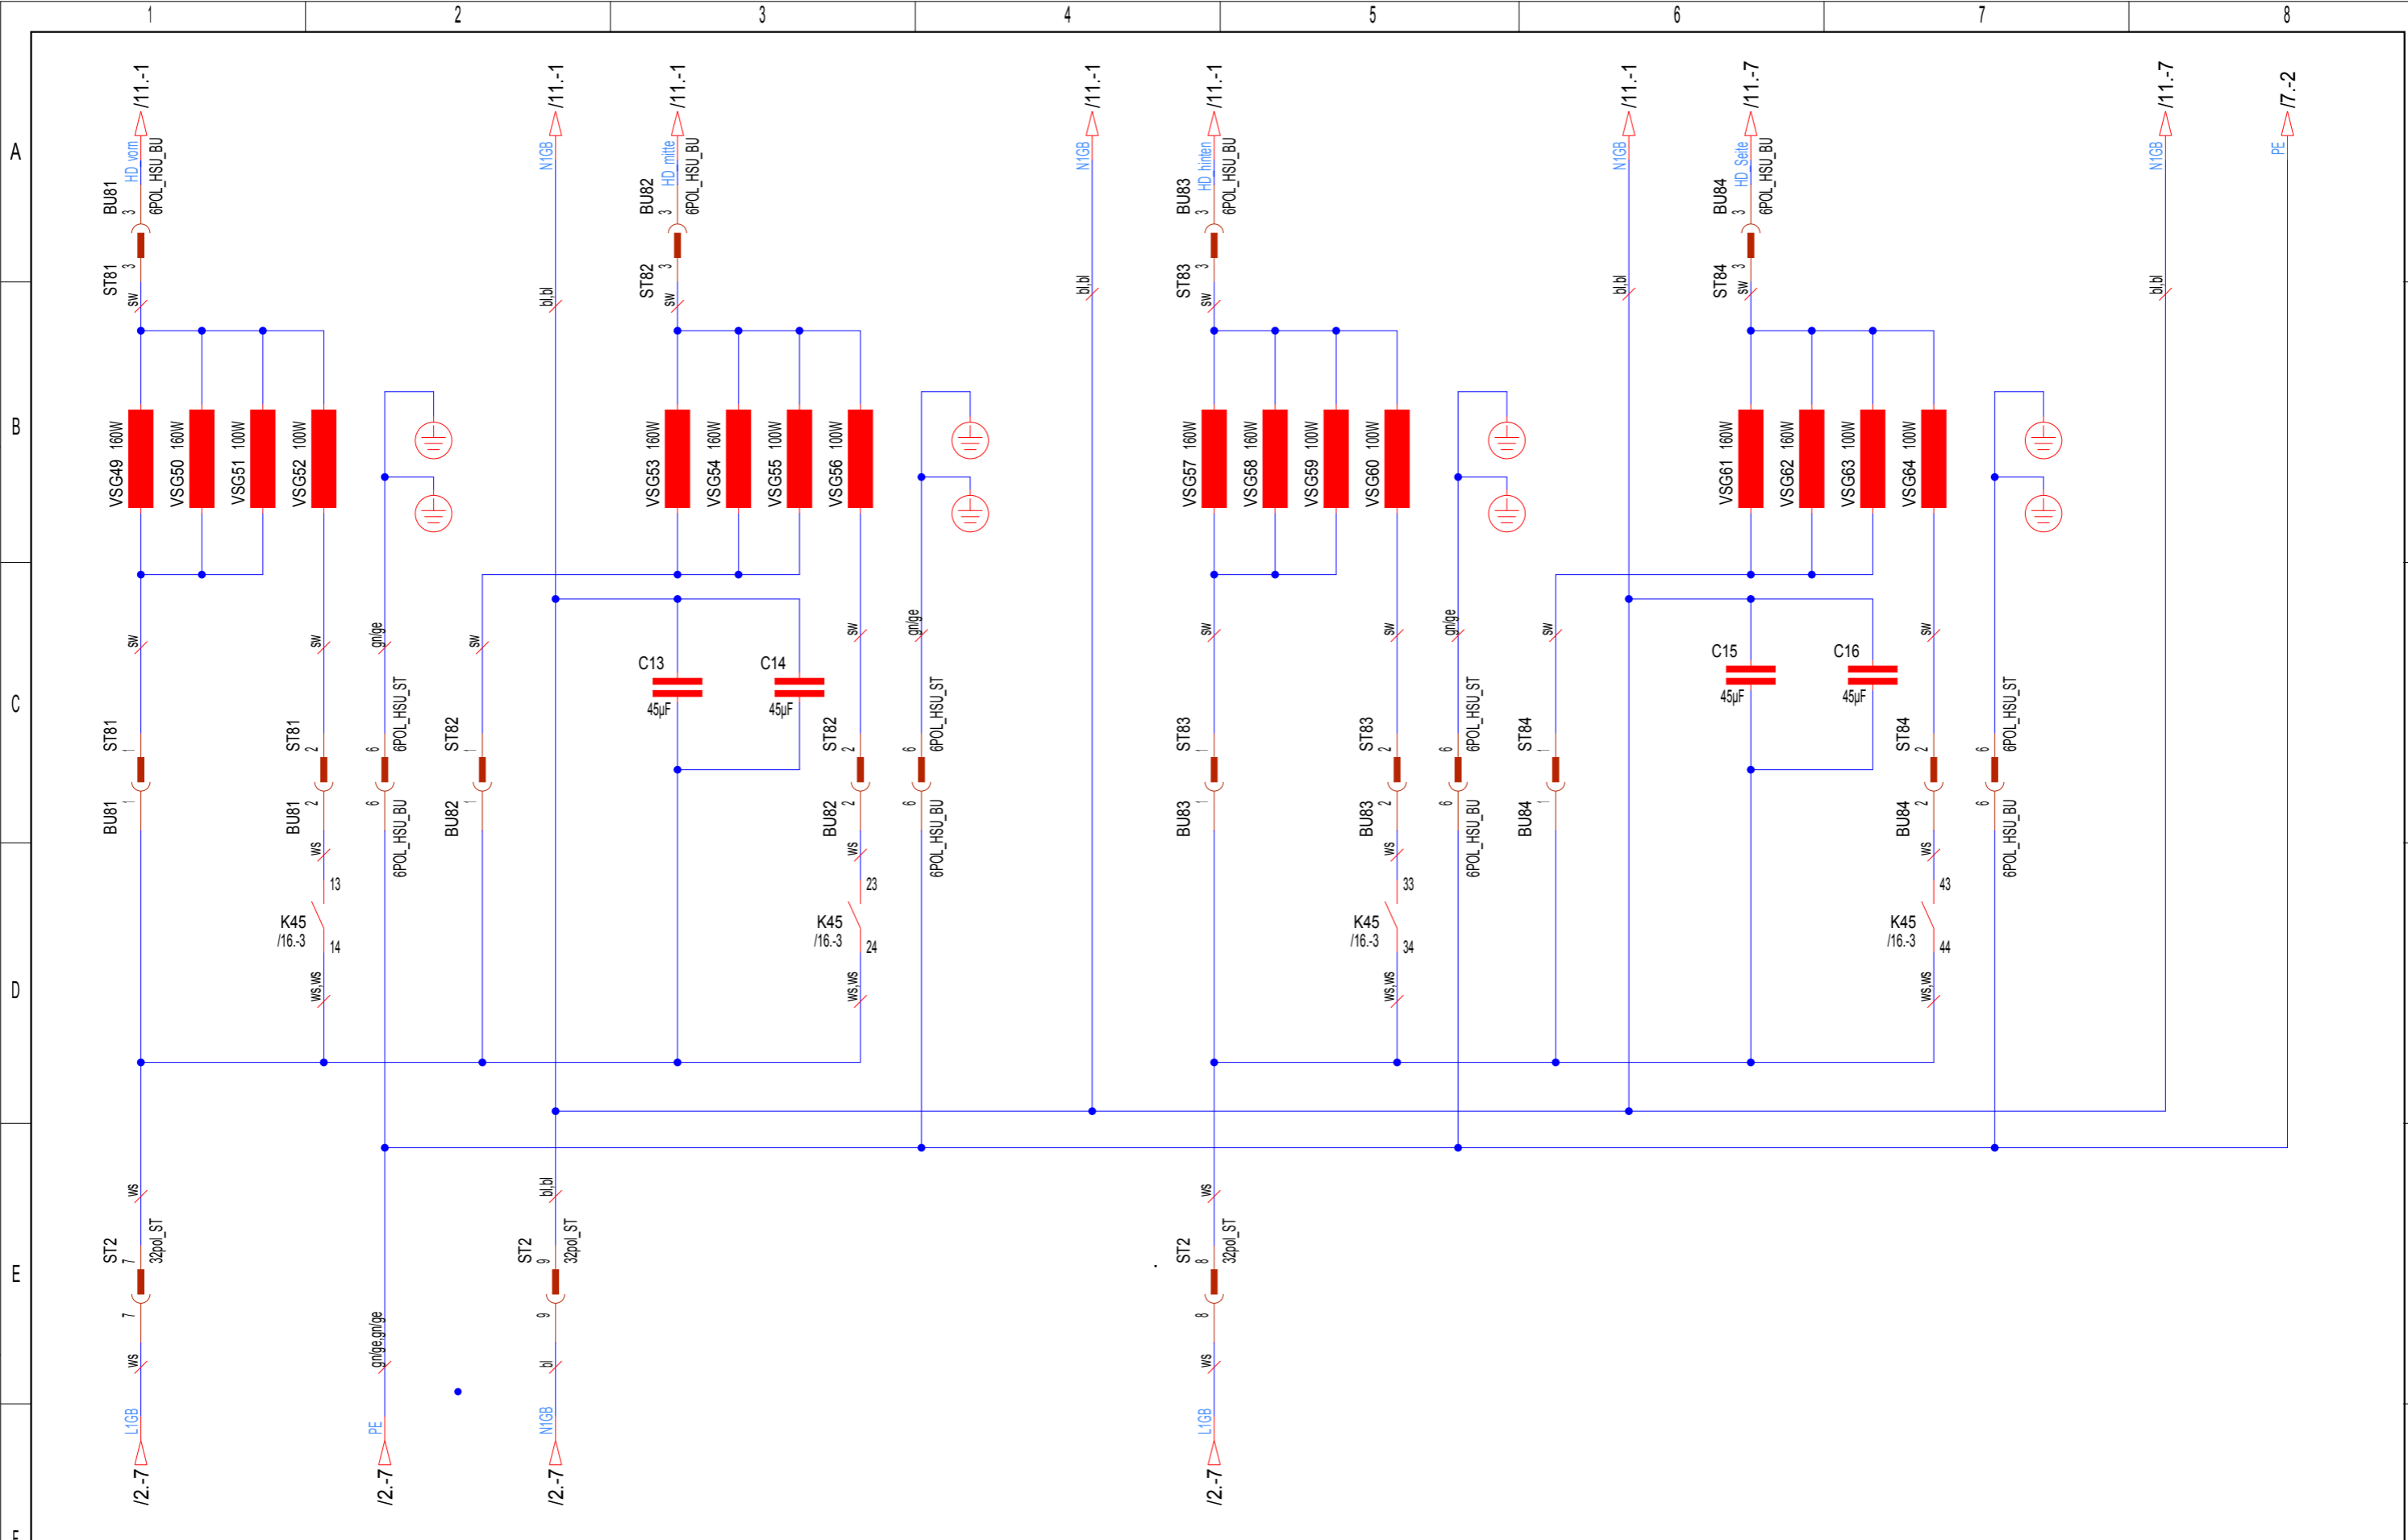 1 2 3 4 5 6 7 8
/11.-1 /11.-1 /11.-1 /11.-1 /11.-1 /11.-1 /11.-7 /11.-7 /7.-2
A
HD_vorn N1GB HD_mitte N1GB HD_hinten N1GB HD_Seite N1GB PE
BU81 3 6POL_HSU_BU BU82 3 6POL_HSU_BU BU83 3 6POL_HSU_BU BU84 3 6POL_HSU_BU
ST81 3 ST82 3 ST83 3 ST84 3
sw bl,bl sw bl,bl sw bl,bl sw bl,bl
B
VSG49 160W VSG50 160W VSG51 100W VSG52 100W
VSG53 160W VSG54 160W VSG55 100W VSG56 100W
VSG57 160W VSG58 160W VSG59 100W VSG60 100W
VSG61 160W VSG62 160W VSG63 100W VSG64 100W
sw sw gn/ge sw sw gn/ge sw sw gn/ge sw sw
C
C13 C14 C15 C16
45µF 45µF 45µF 45µF
ST81 1 ST81 2 6 6POL_HSU_ST ST82 1 ST82 2 6 6POL_HSU_ST ST83 1 ST83 2 6 6POL_HSU_ST ST84 1 ST84 2 6 6POL_HSU_ST
BU81 1 BU81 2 6 6POL_HSU_BU BU82 1 BU82 2 6 6POL_HSU_BU BU83 1 BU83 2 6 6POL_HSU_BU BU84 1 BU84 2 6 6POL_HSU_BU
ws ws ws ws
13 23 33 43
K45 K45 K45 K45
/16.-3 /16.-3 /16.-3 /16.-3
14 24 34 44
D
ws,ws ws,ws ws,ws ws,ws
ws bl,bl ws
ST2 7 32pol_ST ST2 9 32pol_ST ST2 8 32pol_ST
E
7 9 8
ws gn/ge,gn/ge bl ws
L1GB PE N1GB L1GB
/2.-7 /2.-7 /2.-7 /2.-7